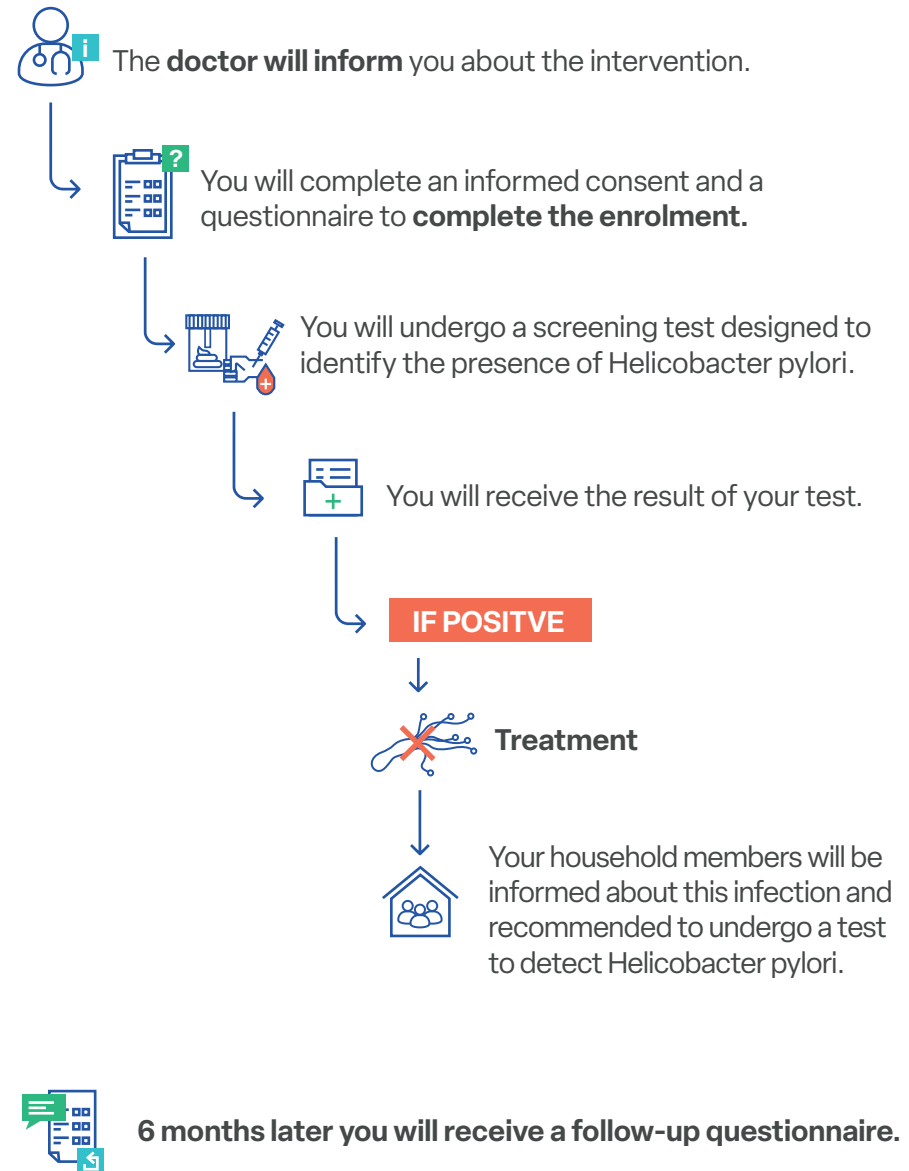 i
The doctor will inform you about the intervention.
?
You will complete an informed consent and a
questionnaire to complete the enrolment.
You will undergo a screening test designed to
identify the presence of Helicobacter pylori.
You will receive the result of your test.
IF POSITVE
Treatment
Your household members will be
informed about this infection and
recommended to undergo a test
to detect Helicobacter pylori.
6 months later you will receive a follow-up questionnaire.